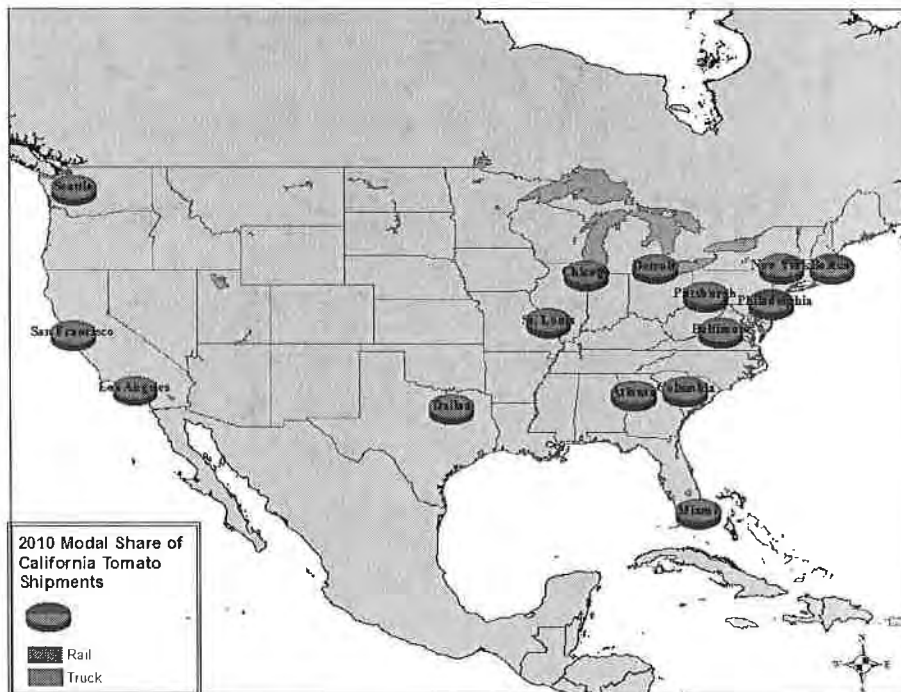 Seattle
Chicago
Detroit
New York
Boston
Pittsburgh
Philadelphia
San Francisco
St. Louis
Baltimore
Los Angeles
Dallas
Atlanta
Columbia
Miami
2010 Modal Share of
California Tomato
Shipments
Rail
Truck
N
W
E
S